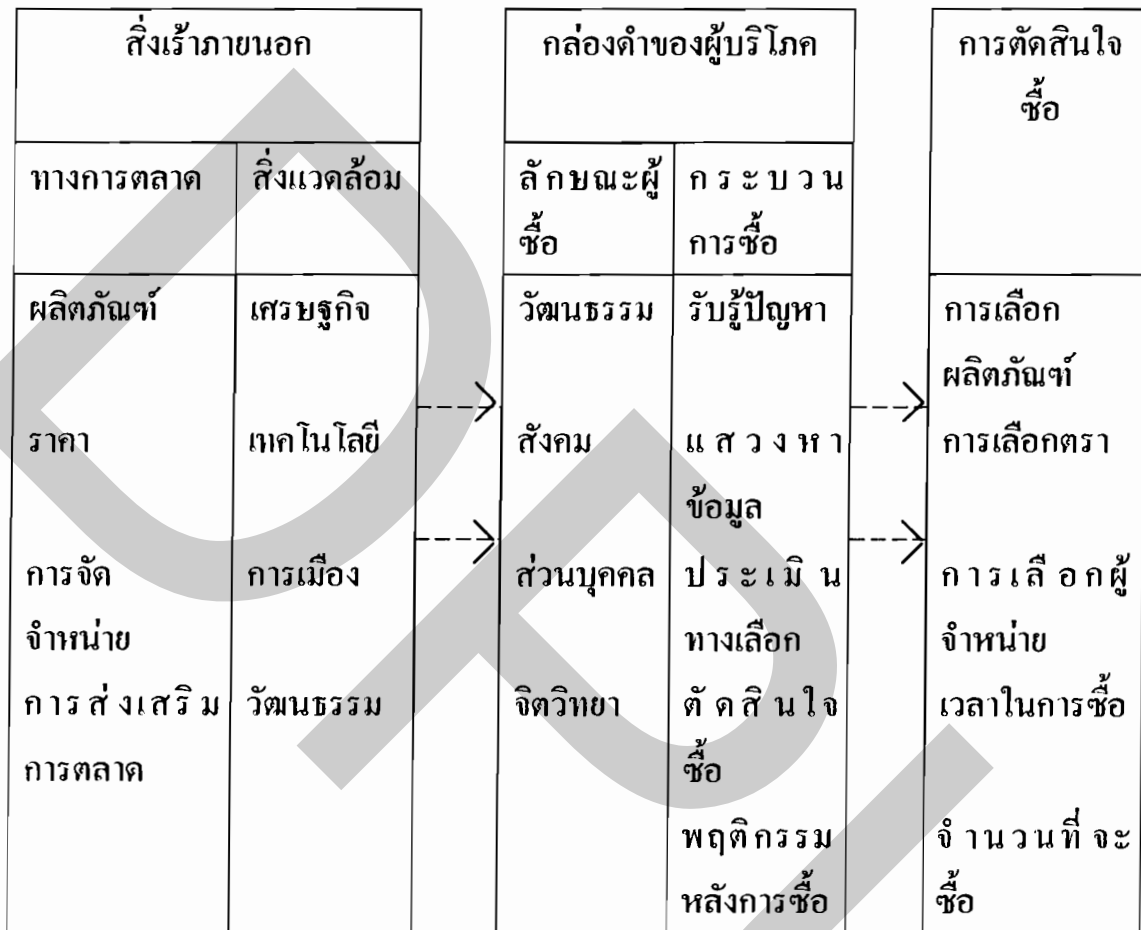 สิ่งเร้าภายนอก
ทางการตลาด
สิ่งแวดล้อม
ผลิตภัณฑ์
เศรษฐกิจ
ราคา
เทคโนโลยี
การจัด
จำหน่าย
การเมือง
การส่งเสริม
การตลาด
วัฒนธรรม
กล่องดำของผู้บริโภค
ลักษณะผู้
ซื้อ
กระบวน
การซื้อ
วัฒนธรรม
รับรู้ปัญหา
สังคม
แสวงหา
ข้อมูล
ส่วนบุคคล
ประเมิน
ทางเลือก
จิตวิทยา
ตัดสินใจ
ซื้อ
พฤติกรรม
หลังการซื้อ
การตัดสินใจ
ซื้อ
การเลือก
ผลิตภัณฑ์
การเลือกตรา
การเลือกผู้
จำหน่าย
เวลาในการซื้อ
จำนวนที่จะ
ซื้อ